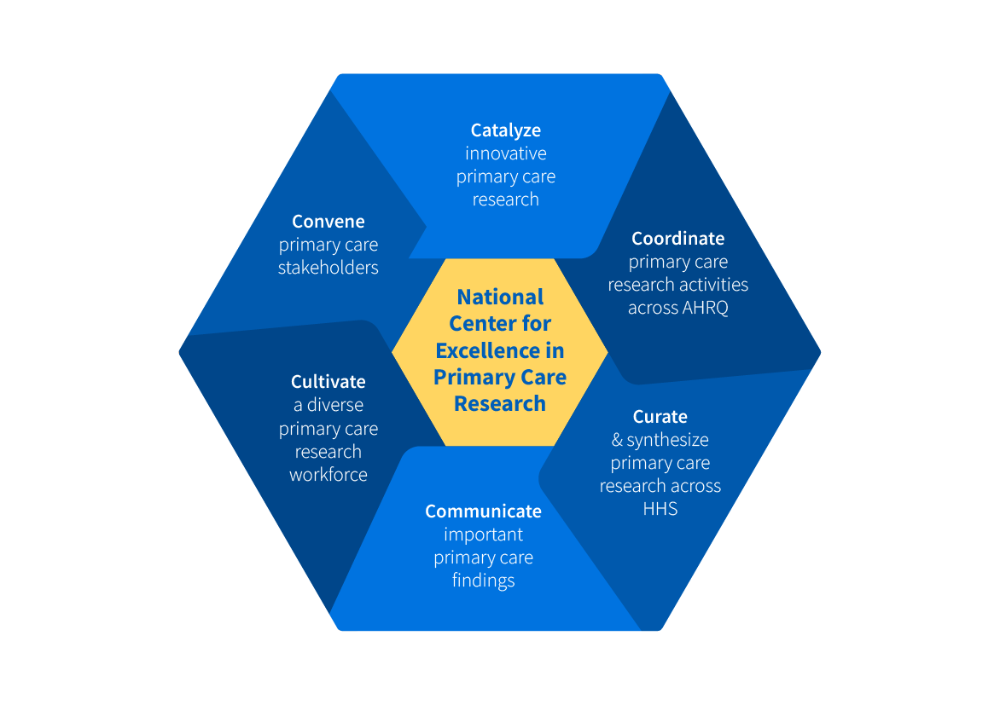 Catalyze
innovative
primary care
research
Convene
primary care
stakeholders
Coordinate
primary care
research activities
across AHRQ
National
Center for
Excellence in
Primary Care
Research
Cultivate
a diverse
primary care
research
workforce
Curate
& synthesize
primary care
research across
HHS
Communicate
important
primary care
findings